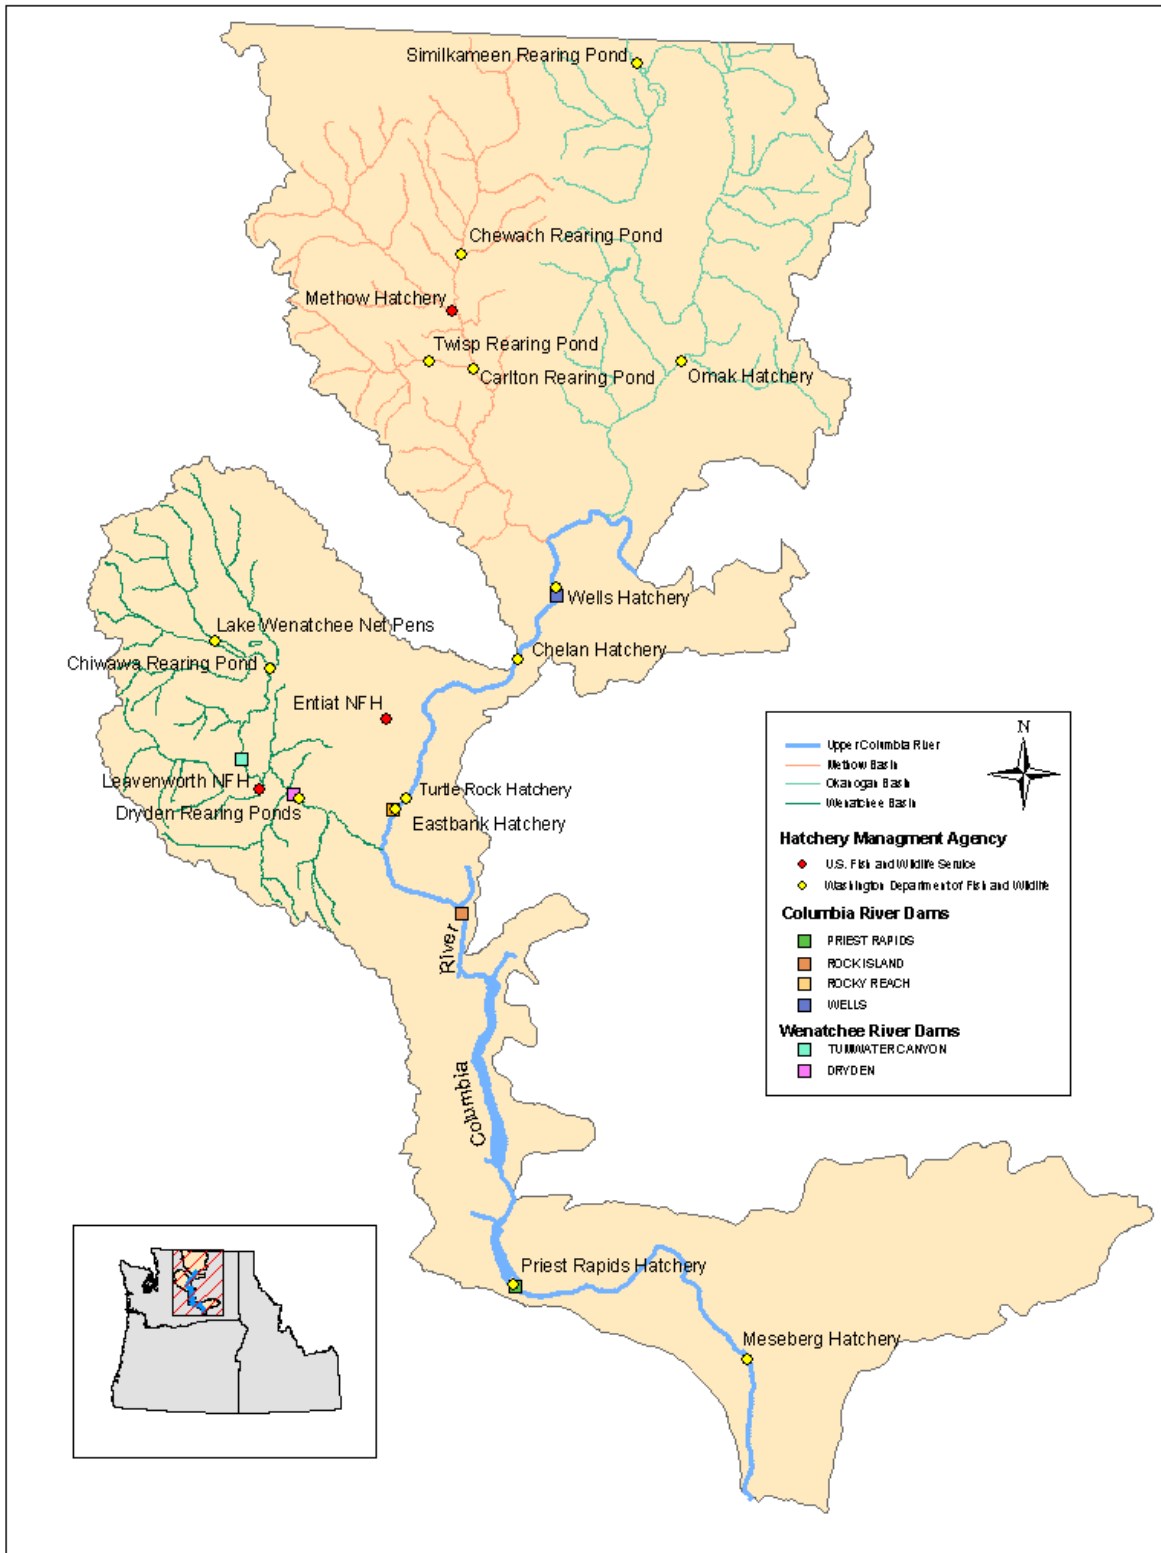 Similkameen Rearing Pond
Chewach Rearing Pond
Methow Hatchery
Twisp Rearing Pond
Carlton Rearing Pond
Omak Hatchery
Wells Hatchery
Lake Wenatchee Net Pens
Chelan Hatchery
Chiwawa Rearing Pond
Entiat NFH
Leavenworth NFH
Turtle Rock Hatchery
Dryden Rearing Ponds
Eastbank Hatchery
River
Columbia
Priest Rapids Hatchery
Meseberg Hatchery
N
Upper Columbia River
Methow Basin
Okanogan Basin
Wenatchee Basin
Hatchery Managment Agency
U.S. Fish and Wildlife Service
Washington Department of Fish and Wildlife
Columbia River Dams
PRIEST RAPIDS
ROCK ISLAND
ROCKY REACH
WELLS
Wenatchee River Dams
TUMWATER CANYON
DRYDEN